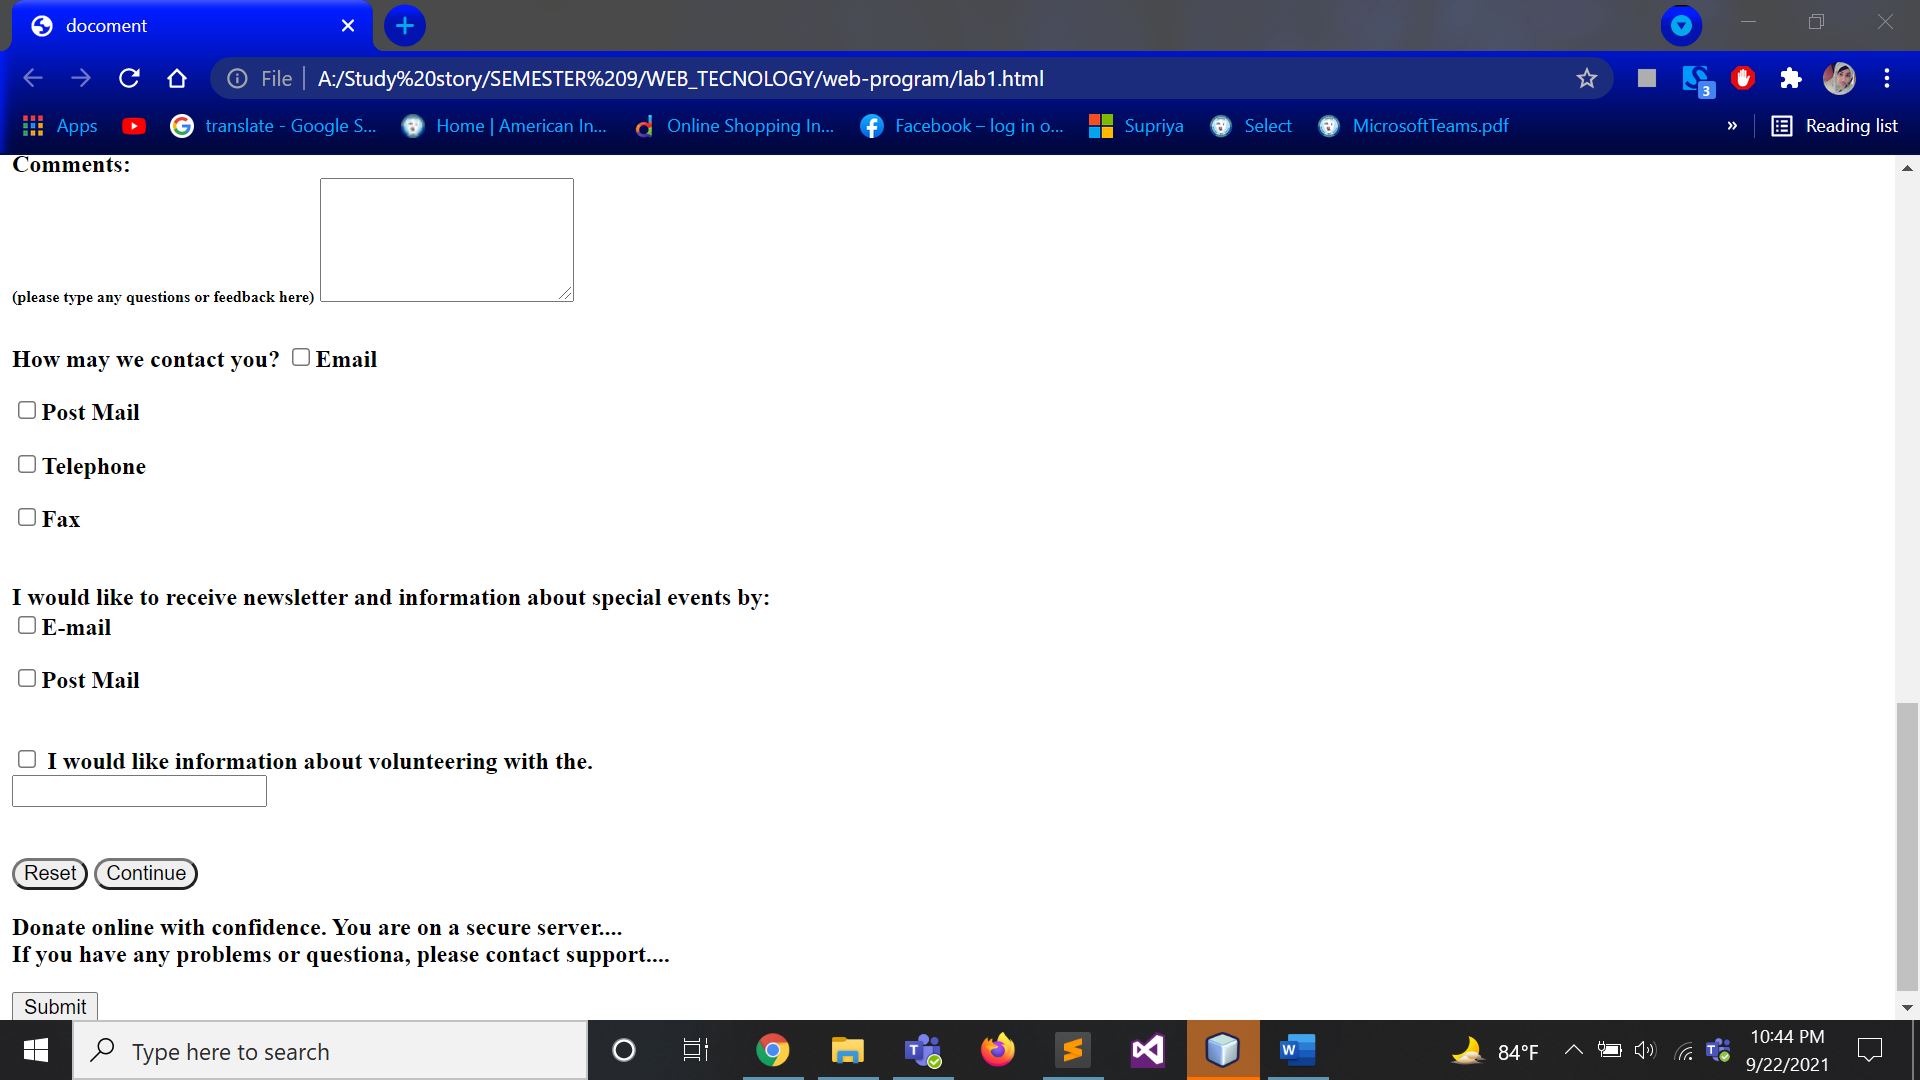 docoment
File A:/Study%20story/SEMESTER%209/WEB_TECNOLOGY/web-program/lab1.html
3
Apps translate - Google S... Home | American In... Online Shopping In... Facebook – log in o... Supriya Select MicrosoftTeams.pdf » Reading list
Comments:
(please type any questions or feedback here)
How may we contact you? Email
Post Mail
Telephone
Fax
I would like to receive newsletter and information about special events by:
E-mail
Post Mail
I would like information about volunteering with the.
Reset Continue
Donate online with confidence. You are on a secure server....
If you have any problems or questiona, please contact support....
Submit
Type here to search
84°F
10:44 PM
9/22/2021